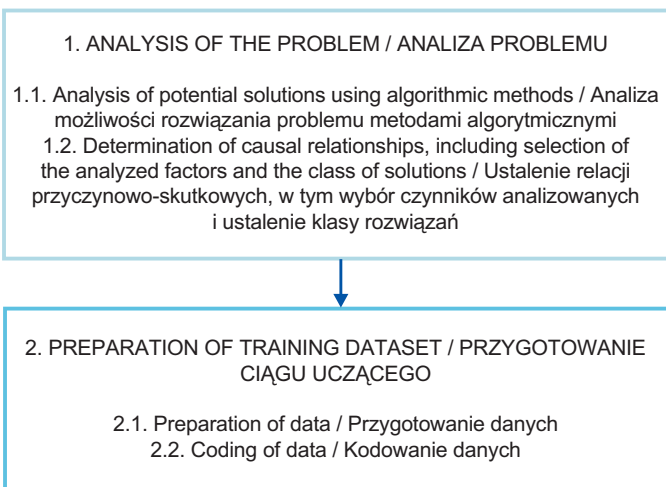 1. ANALYSIS OF THE PROBLEM / ANALIZA PROBLEMU
1.1. Analysis of potential solutions using algorithmic methods / Analiza
możliwości rozwiązania problemu metodami algorytmicznymi
1.2. Determination of causal relationships, including selection of
the analyzed factors and the class of solutions / Ustalenie relacji
przyczynowo-skutkowych, w tym wybór czynników analizowanych
i ustalenie klasy rozwiązań
2. PREPARATION OF TRAINING DATASET / PRZYGOTOWANIE
CIĄGU UCZĄCEGO
2.1. Preparation of data / Przygotowanie danych
2.2. Coding of data / Kodowanie danych